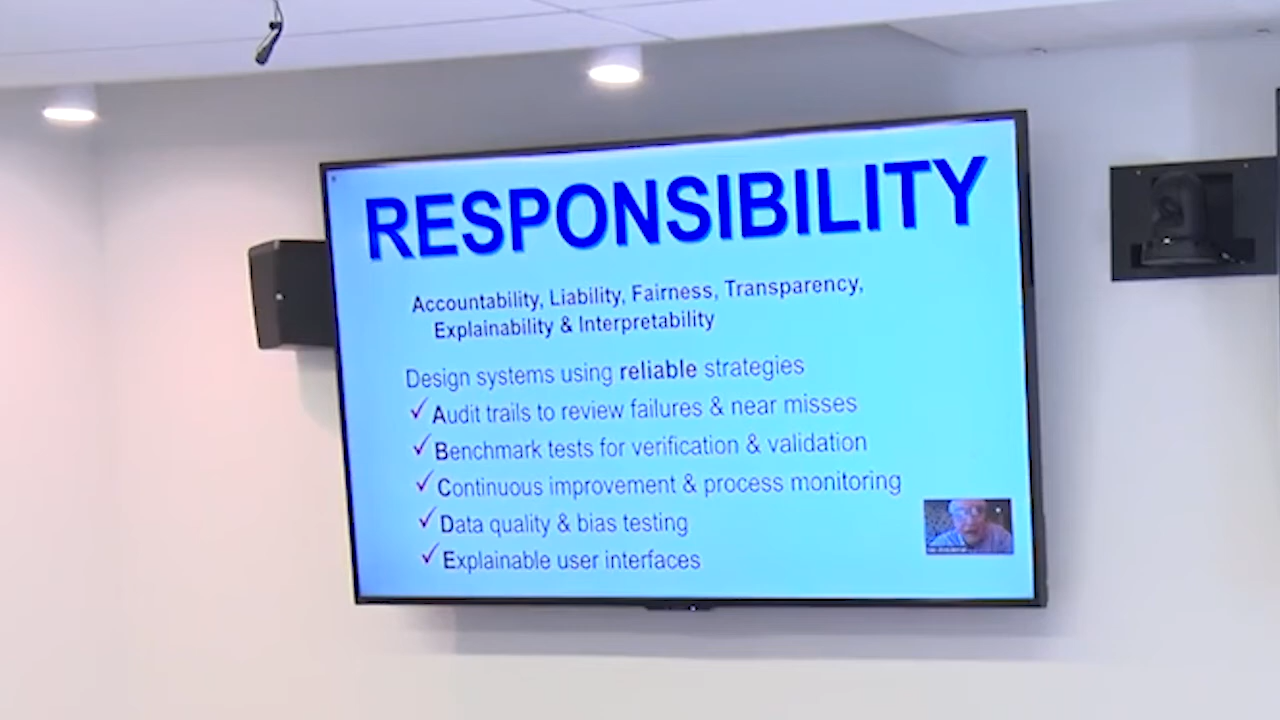 RESPONSIBILITY
Accountability, Liability, Fairness, Transparency,
Explainability & Interpretability
Design systems using reliable strategies
✓Audit trails to review failures & near misses
✓Benchmark tests for verification & validation
✓Continuous improvement & process monitoring
✓Data quality & bias testing
✓Explainable user interfaces